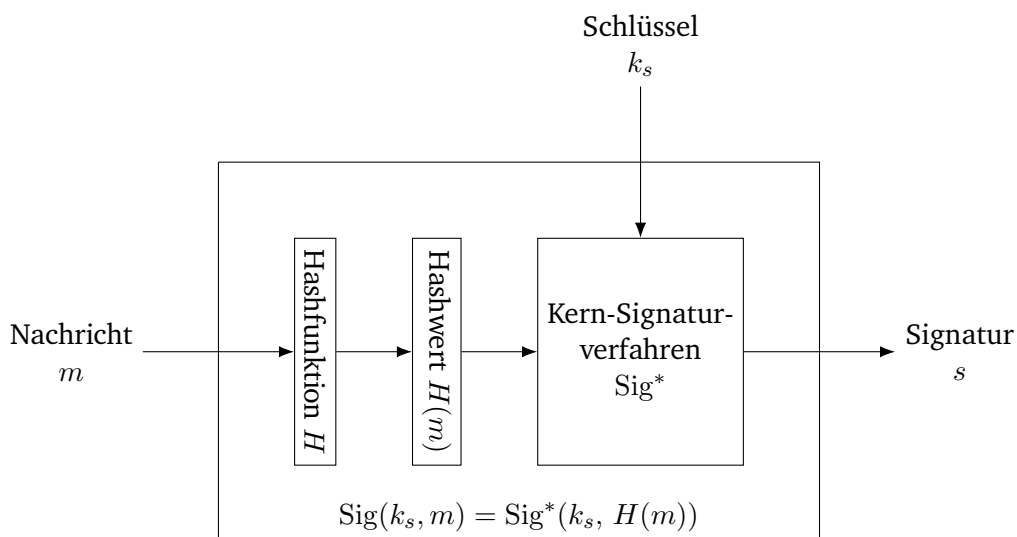 Schlüssel
k_s
Nachricht
m
Hashfunktion H
Hashwert H(m)
Kern-Signatur-
verfahren
Sig*
Signatur
s
Sig(k_s, m) = Sig*(k_s, H(m))